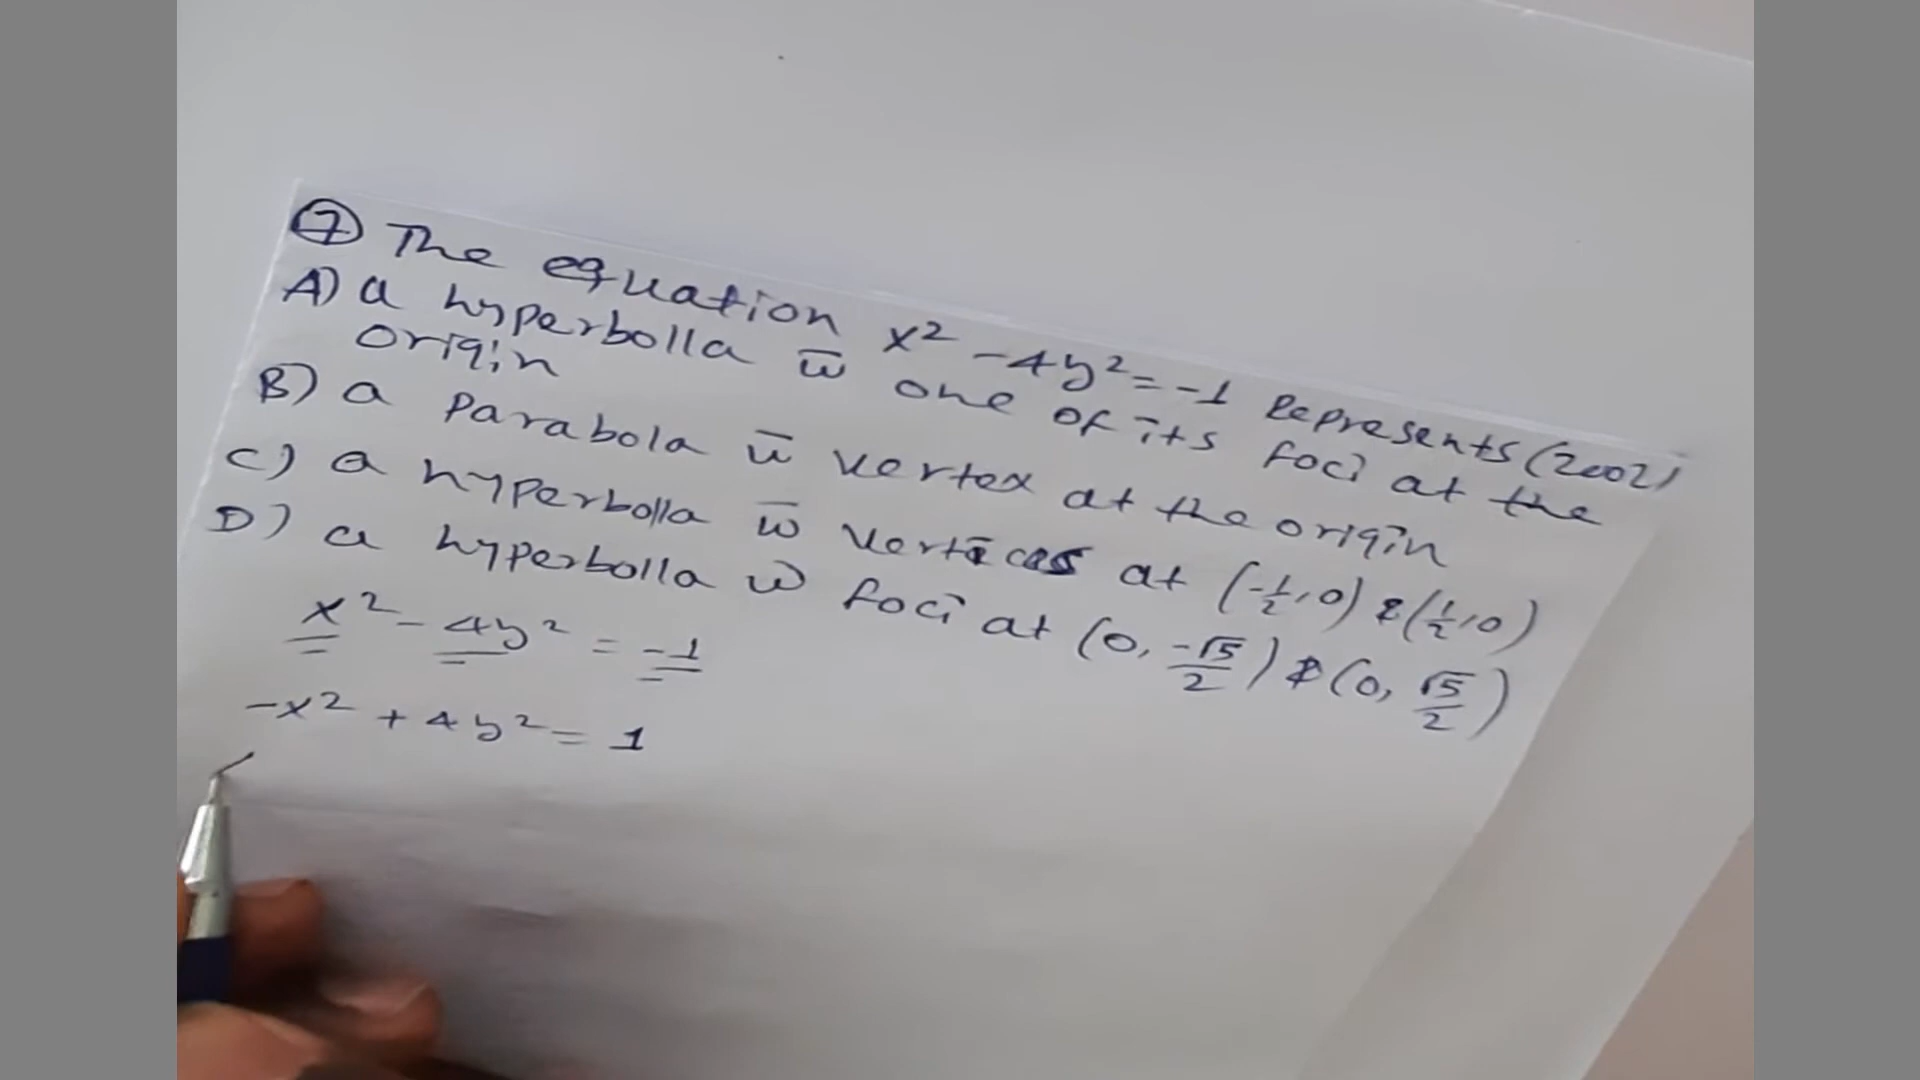 ⑦ The equation x² - 4y² = -1 Represents (2002)
A) a hyperbolla w̄ one of its foci at the
origin
B) a parabola w̄ vertex at the origin
C) a hyperbolla w̄ vertices at (-1/2, 0) & (1/2, 0)
D) a hyperbolla w̄ foci at (0, -√5/2) & (0, √5/2)
x² - 4y² = -1
-x² + 4y² = 1